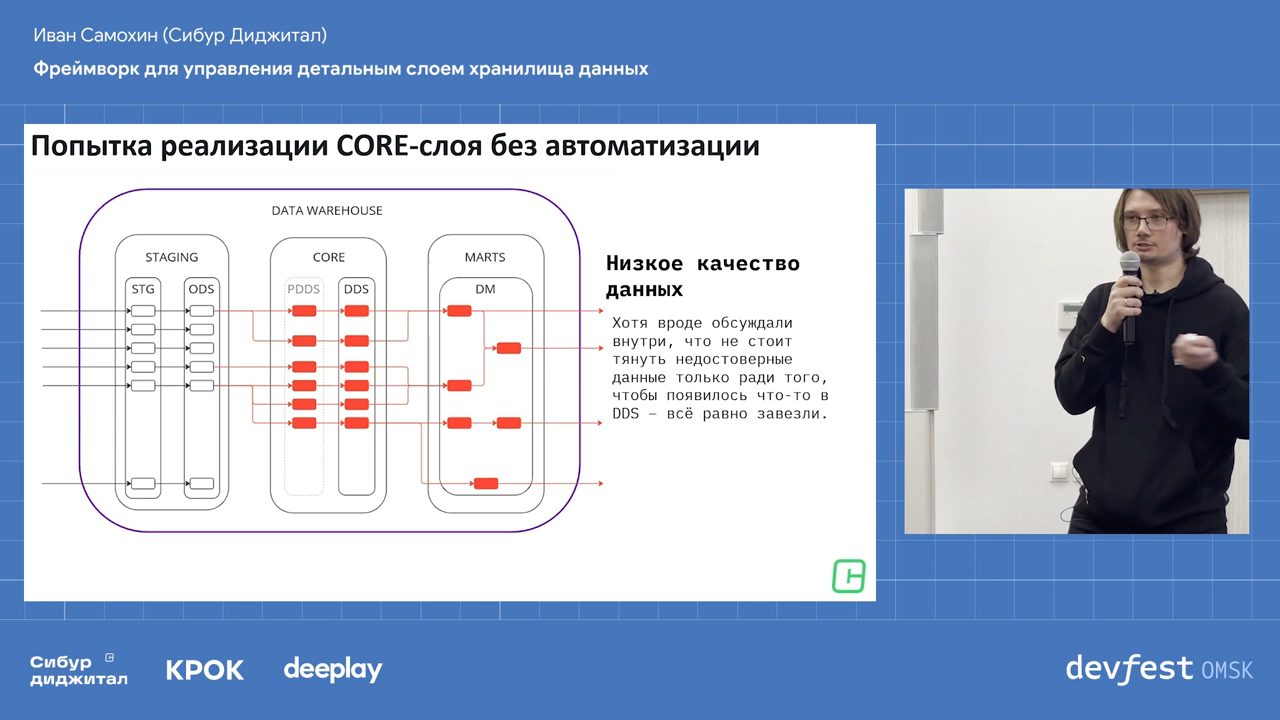 Иван Самохин (Сибур Диджитал)
Фреймворк для управления детальным слоем хранилища данных
Попытка реализации CORE-слоя без автоматизации
DATA WAREHOUSE
STAGING
CORE
MARTS
STG
ODS
PDDS
DDS
DM
Низкое качество
данных
Хотя вроде обсуждали
внутри, что не стоит
тянуть недостоверные
данные только ради того,
чтобы появилось что-то в
DDS – всё равно завезли.
Сибур
диджитал
КРОК
deeplay
devfest OMSK